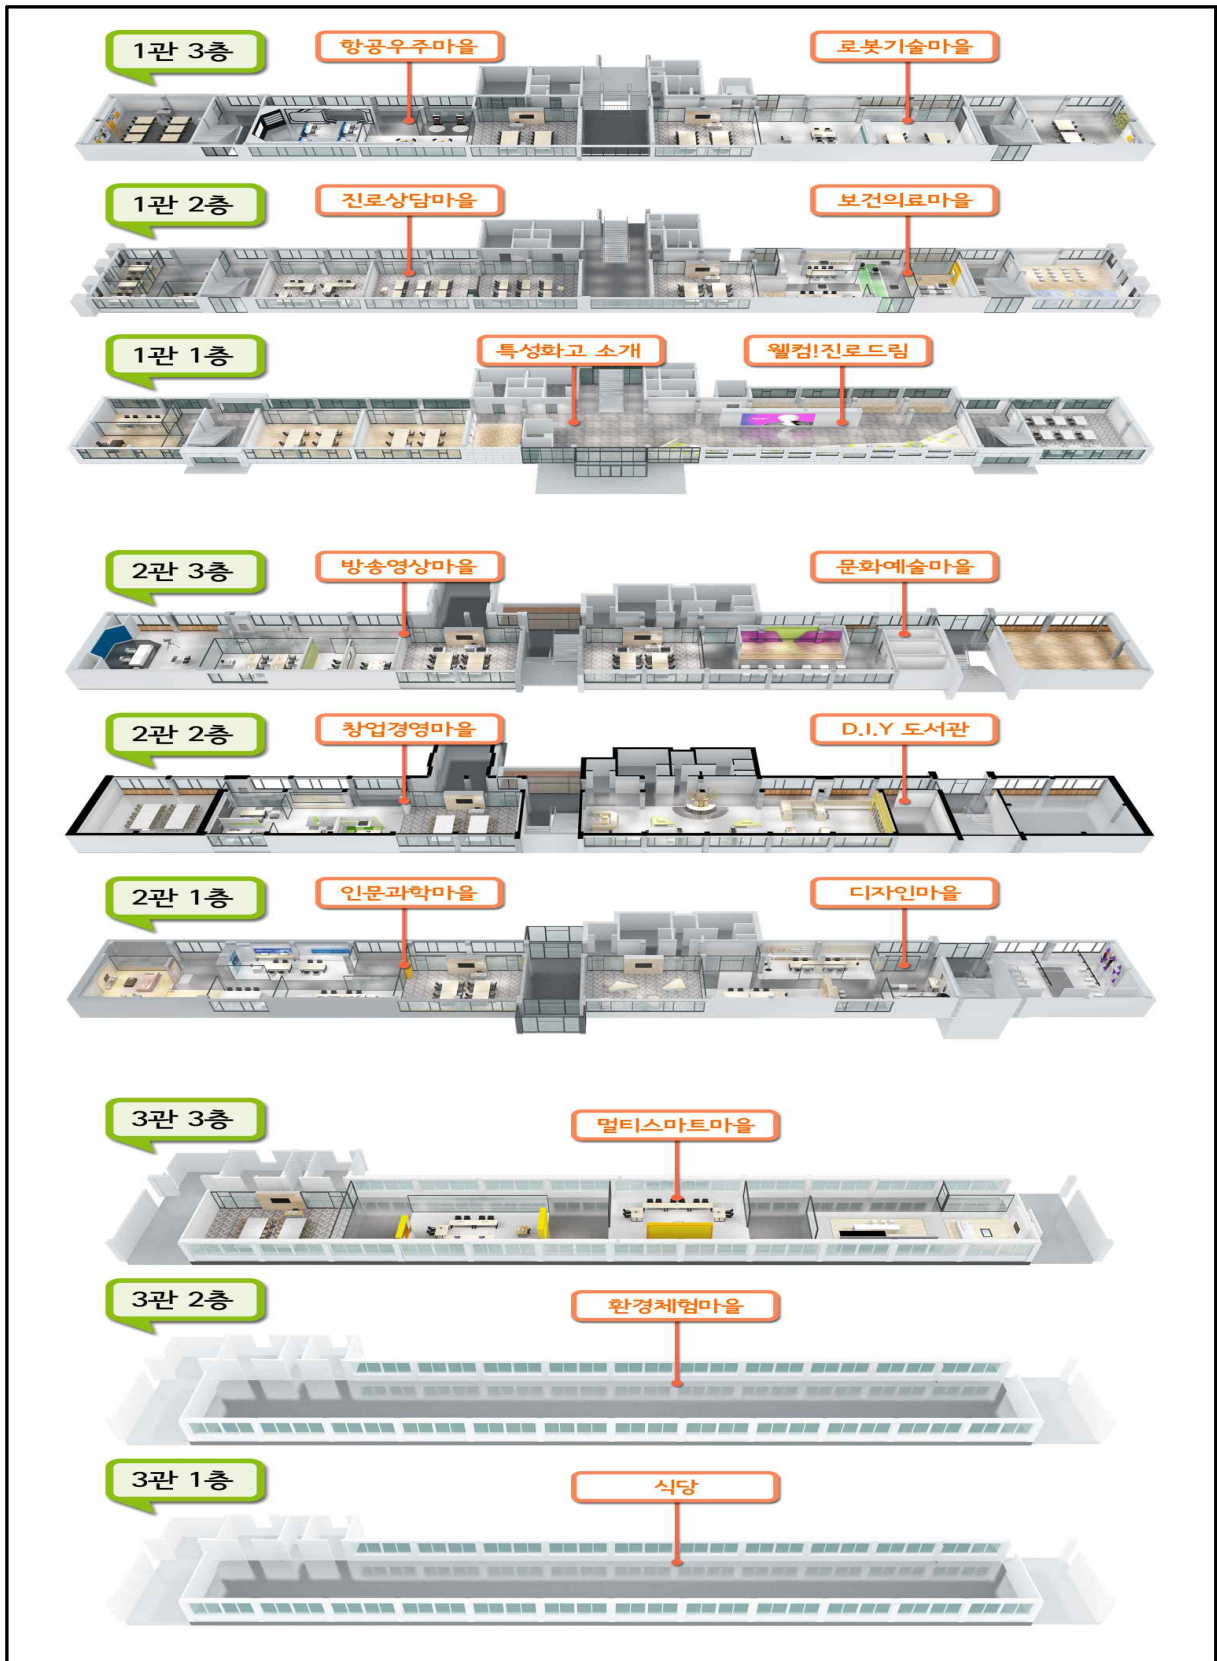 1관 3층
항공우주마을
로봇기술마을
1관 2층
진로상담마을
보건의료마을
1관 1층
특성화고 소개
웰컴!진로드림
2관 3층
방송영상마을
문화예술마을
2관 2층
창업경영마을
D.I.Y 도서관
2관 1층
인문과학마을
디자인마을
3관 3층
멀티스마트마을
3관 2층
환경체험마을
3관 1층
식당